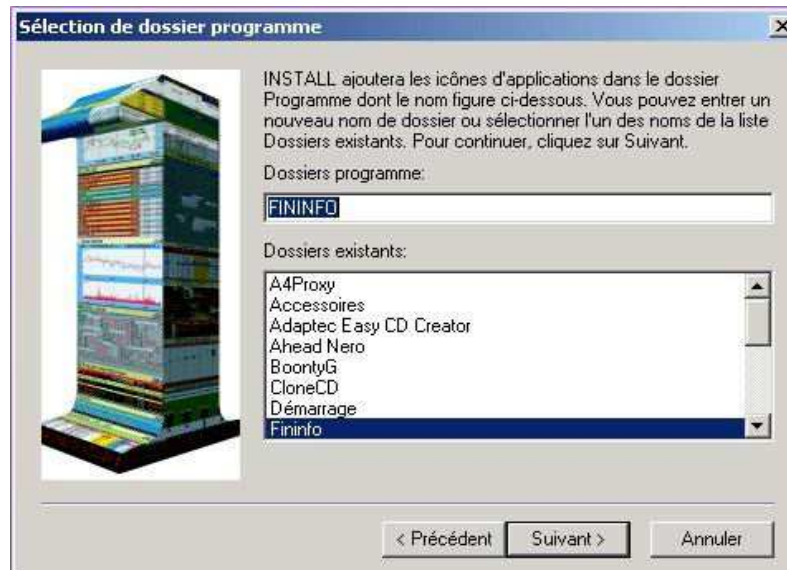 Sélection de dossier programme
INSTALL ajoutera les icônes d'applications dans le dossier
Programme dont le nom figure ci-dessous. Vous pouvez entrer un
nouveau nom de dossier ou sélectionner l'un des noms de la liste
Dossiers existants. Pour continuer, cliquez sur Suivant.
Dossiers programme:
FININFO
Dossiers existants:
A4Proxy
Accessoires
Adaptec Easy CD Creator
Ahead Nero
BoontyG
CloneCD
Démarrage
Fininfo
< Précédent
Suivant >
Annuler